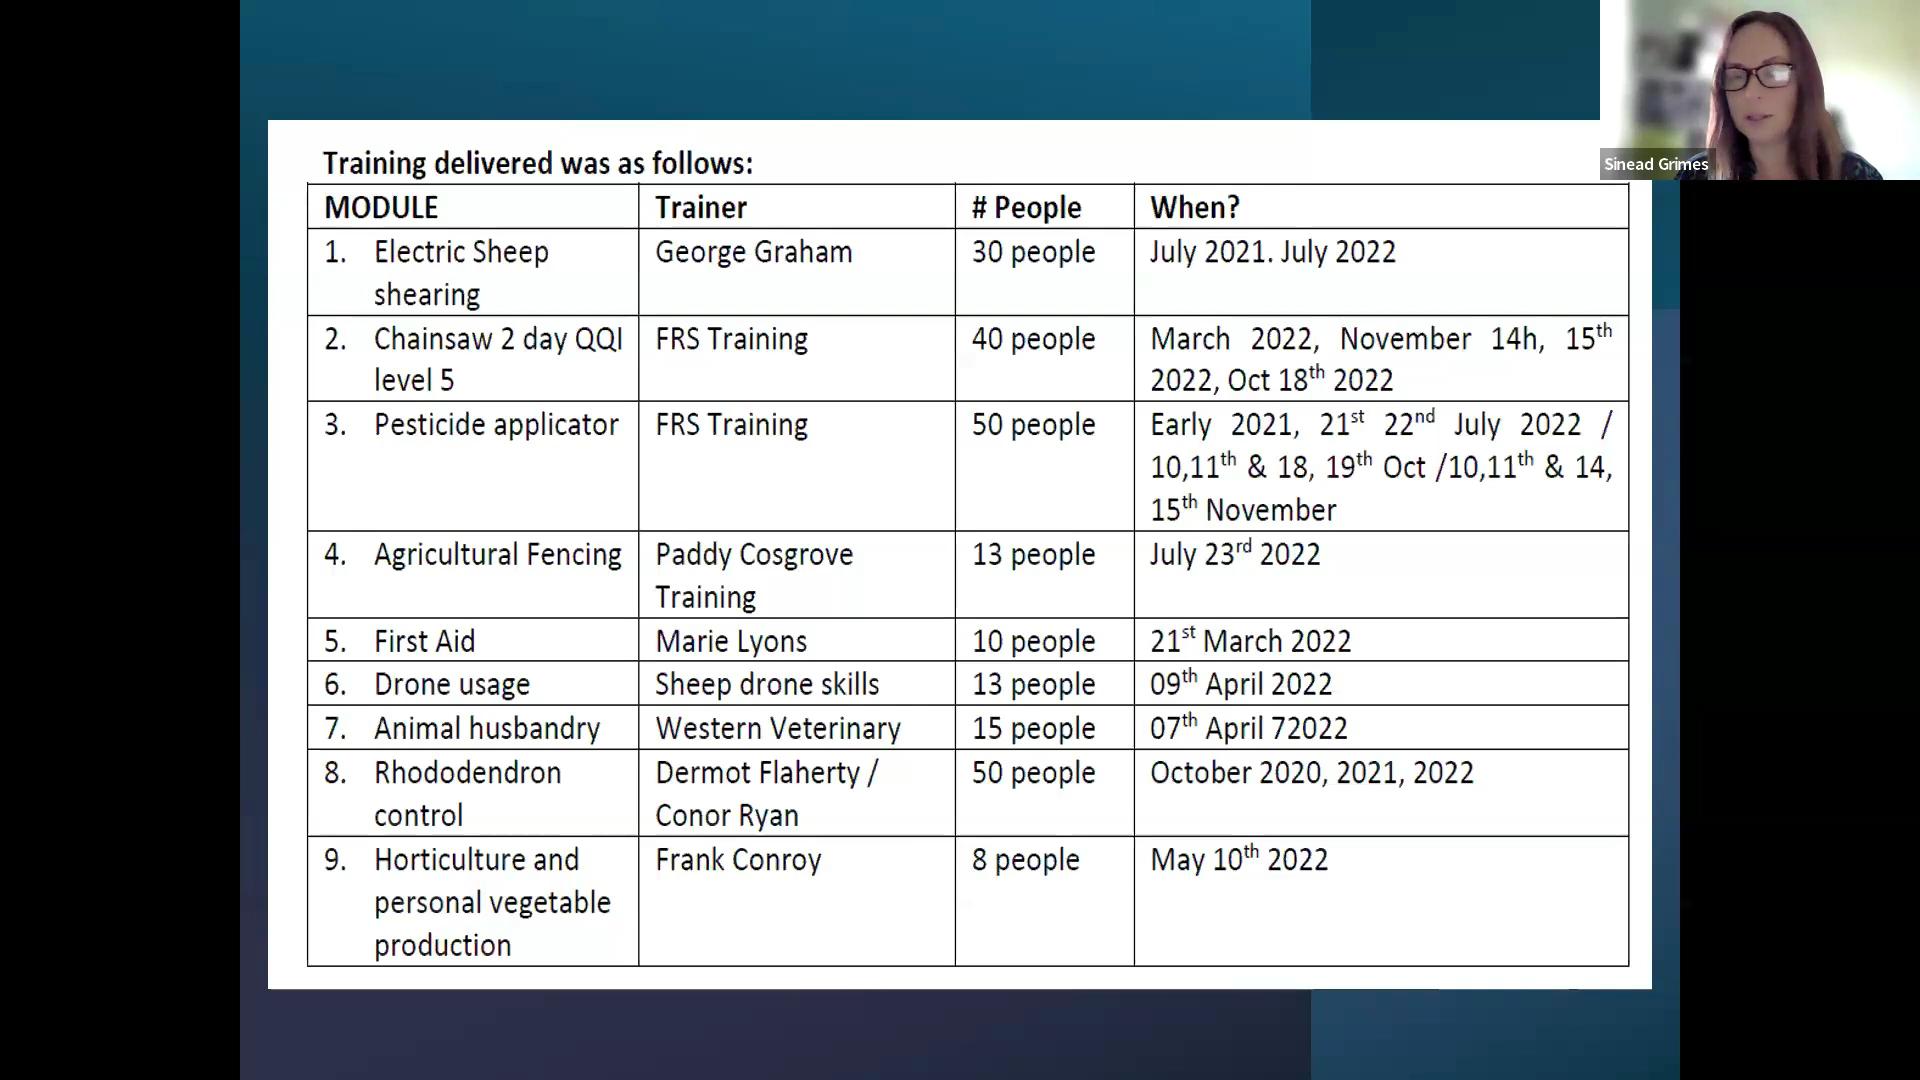 Sinead Grimes
Training delivered was as follows:
MODULE Trainer # People When?
1. Electric Sheep George Graham 30 people July 2021. July 2022
shearing
2. Chainsaw 2 day QQI FRS Training 40 people March 2022, November 14h, 15th
level 5 2022, Oct 18th 2022
3. Pesticide applicator FRS Training 50 people Early 2021, 21st 22nd July 2022 /
10,11th & 18, 19th Oct /10,11th & 14,
15th November
4. Agricultural Fencing Paddy Cosgrove 13 people July 23rd 2022
Training
5. First Aid Marie Lyons 10 people 21st March 2022
6. Drone usage Sheep drone skills 13 people 09th April 2022
7. Animal husbandry Western Veterinary 15 people 07th April 72022
8. Rhododendron Dermot Flaherty / 50 people October 2020, 2021, 2022
control Conor Ryan
9. Horticulture and Frank Conroy 8 people May 10th 2022
personal vegetable
production